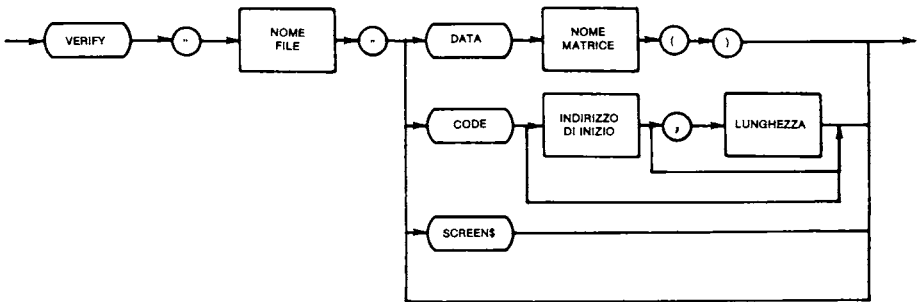 VERIFY " NOME FILE " DATA NOME MATRICE ( )
CODE INDIRIZZO DI INIZIO , LUNGHEZZA
SCREEN$